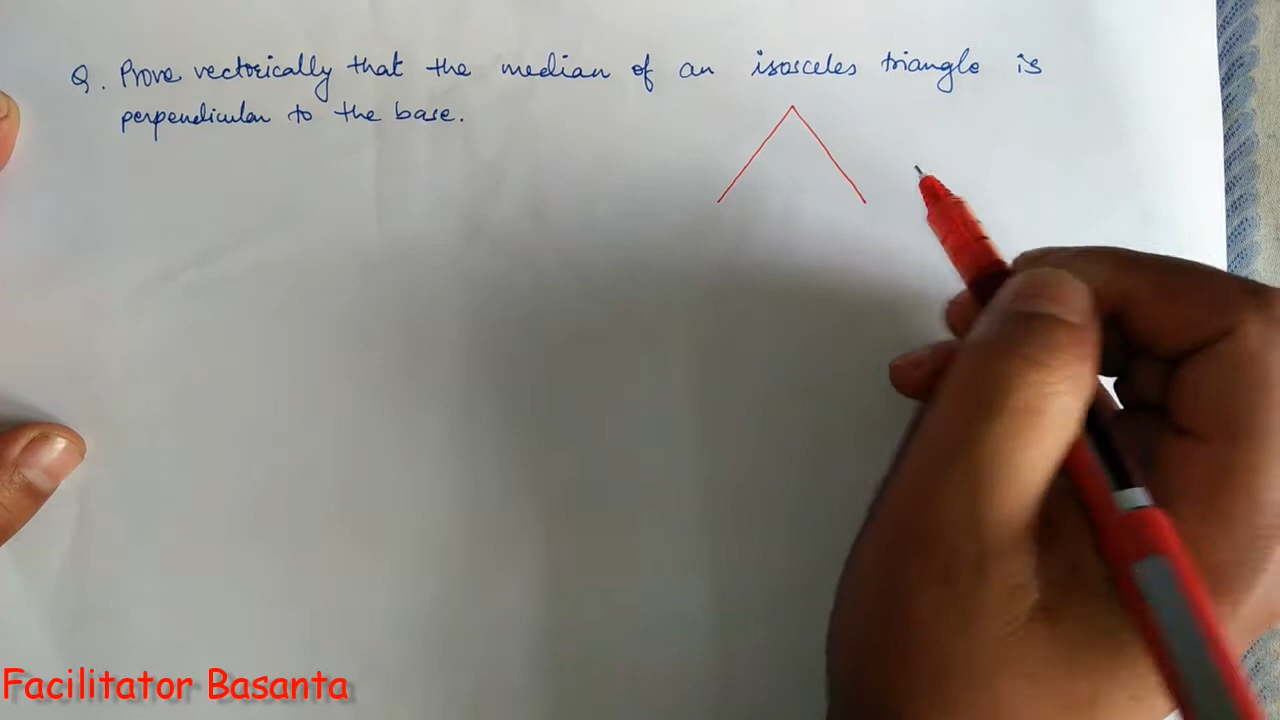 Q. Prove vectorically that the median of an isosceles triangle is
perpendicular to the base.
Facilitator Basanta